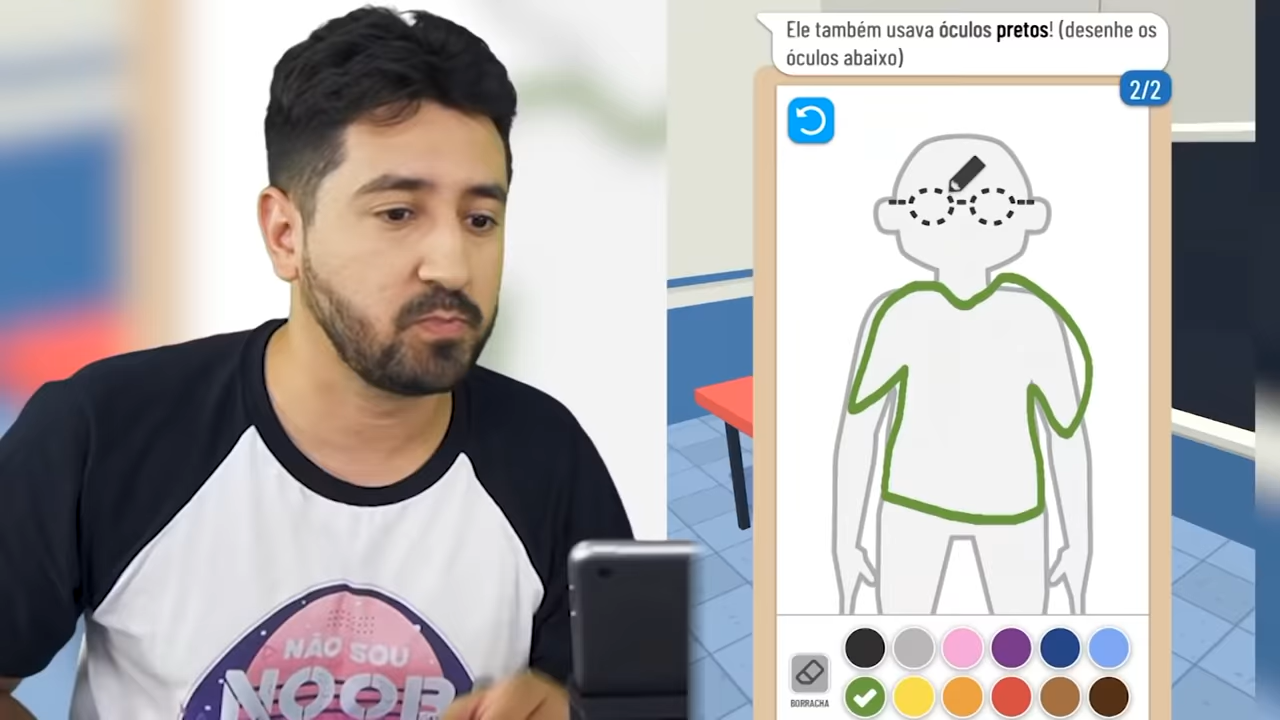 Ele também usava óculos pretos! (desenhe os
óculos abaixo)
2/2
BORRACHA
NÃO SOU
NOOB